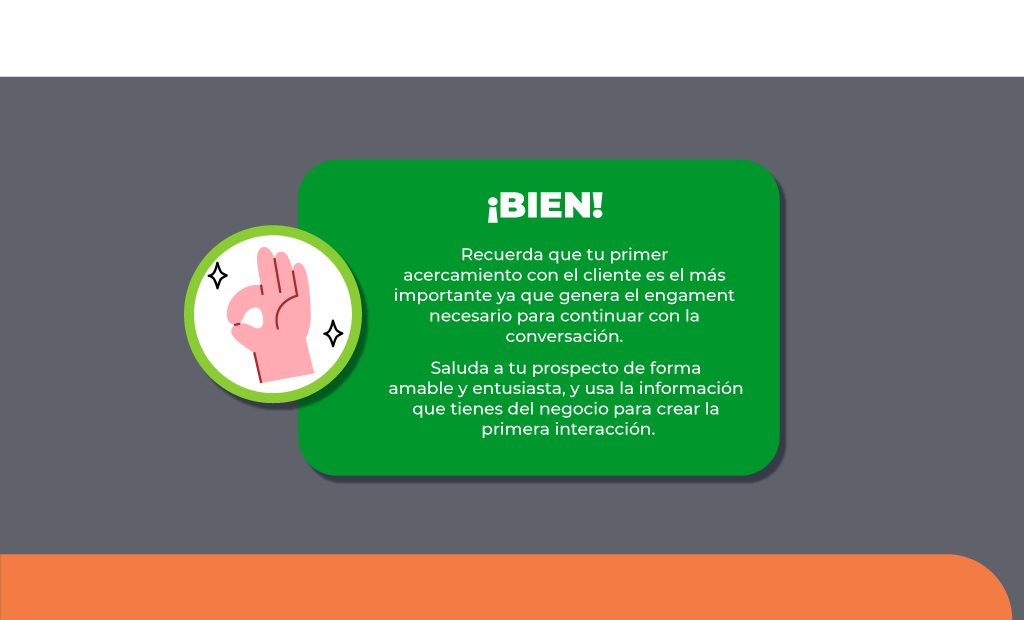 ¡BIEN!
Recuerda que tu primer
acercamiento con el cliente es el más
importante ya que genera el engament
necesario para continuar con la
conversación.
Saluda a tu prospecto de forma
amable y entusiasta, y usa la información
que tienes del negocio para crear la
primera interacción.